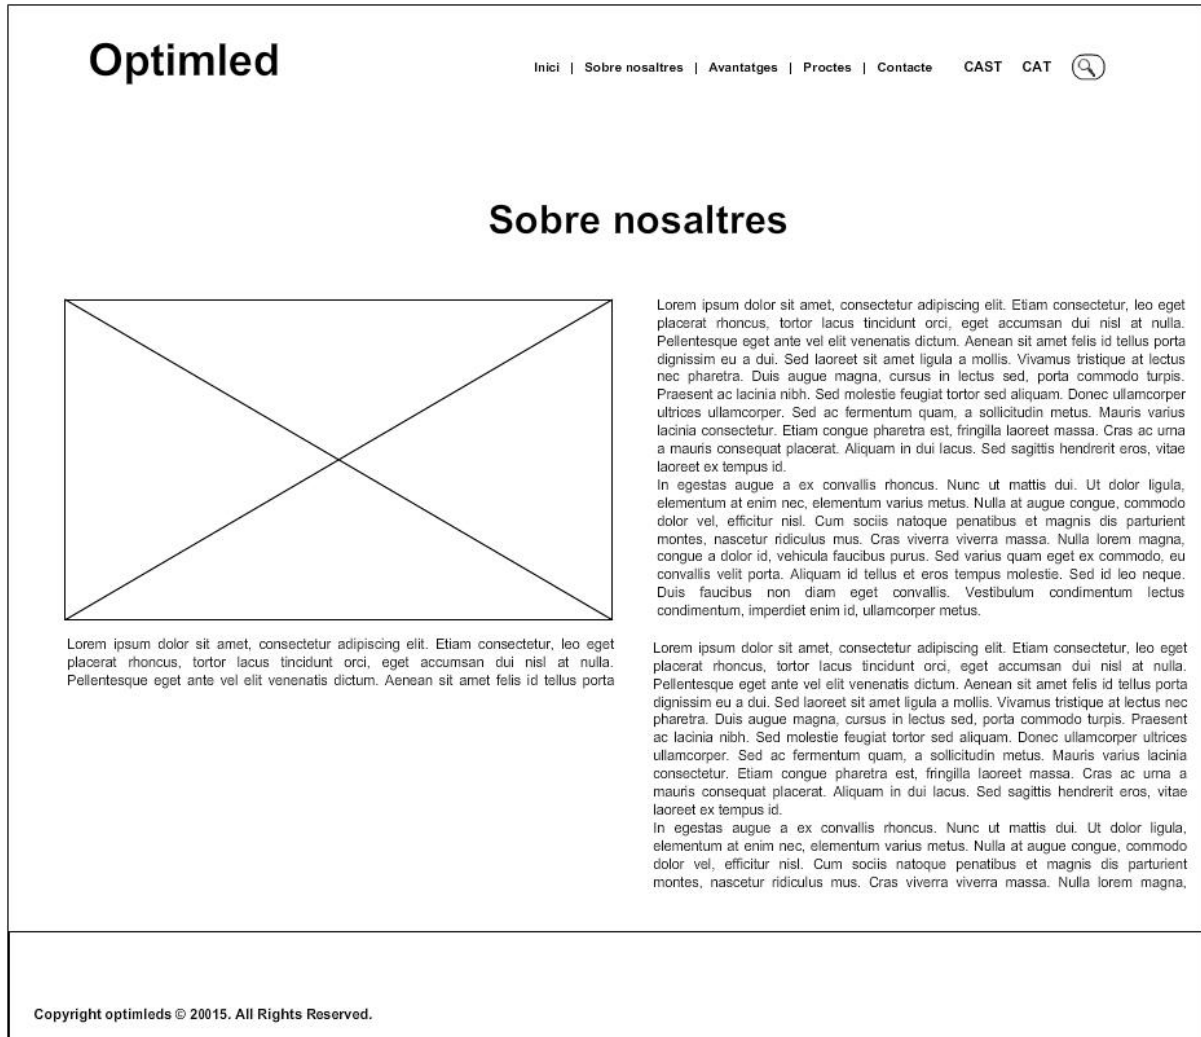 Optimled
Inici | Sobre nosaltres | Avantatges | Proctes | Contacte CAST CAT
Sobre nosaltres
Lorem ipsum dolor sit amet, consectetur adipiscing elit. Etiam consectetur, leo eget
placerat rhoncus, tortor lacus tincidunt orci, eget accumsan dui nisl at nulla.
Pellentesque eget ante vel elit venenatis dictum. Aenean sit amet felis id tellus porta
Lorem ipsum dolor sit amet, consectetur adipiscing elit. Etiam consectetur, leo eget
placerat rhoncus, tortor lacus tincidunt orci, eget accumsan dui nisl at nulla.
Pellentesque eget ante vel elit venenatis dictum. Aenean sit amet felis id tellus porta
dignissim eu a dui. Sed laoreet sit amet ligula a mollis. Vivamus tristique at lectus
nec pharetra. Duis augue magna, cursus in lectus sed, porta commodo turpis.
Praesent ac lacinia nibh. Sed molestie feugiat tortor sed aliquam. Donec ullamcorper
ultrices ullamcorper. Sed ac fermentum quam, a sollicitudin metus. Mauris varius
lacinia consectetur. Etiam congue pharetra est, fringilla laoreet massa. Cras ac urna
a mauris consequat placerat. Aliquam in dui lacus. Sed sagittis hendrerit eros, vitae
laoreet ex tempus id.
In egestas augue a ex convallis rhoncus. Nunc ut mattis dui. Ut dolor ligula,
elementum at enim nec, elementum varius metus. Nulla at augue congue, commodo
dolor vel, efficitur nisl. Cum sociis natoque penatibus et magnis dis parturient
montes, nascetur ridiculus mus. Cras viverra viverra massa. Nulla lorem magna,
congue a dolor id, vehicula faucibus purus. Sed varius quam eget ex commodo, eu
convallis velit porta. Aliquam id tellus et eros tempus molestie. Sed id leo neque.
Duis faucibus non diam eget convallis. Vestibulum condimentum lectus
condimentum, imperdiet enim id, ullamcorper metus.
Lorem ipsum dolor sit amet, consectetur adipiscing elit. Etiam consectetur, leo eget
placerat rhoncus, tortor lacus tincidunt orci, eget accumsan dui nisl at nulla.
Pellentesque eget ante vel elit venenatis dictum. Aenean sit amet felis id tellus porta
dignissim eu a dui. Sed laoreet sit amet ligula a mollis. Vivamus tristique at lectus nec
pharetra. Duis augue magna, cursus in lectus sed, porta commodo turpis. Praesent
ac lacinia nibh. Sed molestie feugiat tortor sed aliquam. Donec ullamcorper ultrices
ullamcorper. Sed ac fermentum quam, a sollicitudin metus. Mauris varius lacinia
consectetur. Etiam congue pharetra est, fringilla laoreet massa. Cras ac urna a
mauris consequat placerat. Aliquam in dui lacus. Sed sagittis hendrerit eros, vitae
laoreet ex tempus id.
In egestas augue a ex convallis rhoncus. Nunc ut mattis dui. Ut dolor ligula,
elementum at enim nec, elementum varius metus. Nulla at augue congue, commodo
dolor vel, efficitur nisl. Cum sociis natoque penatibus et magnis dis parturient
montes, nascetur ridiculus mus. Cras viverra viverra massa. Nulla lorem magna,
Copyright optimleds © 20015. All Rights Reserved.